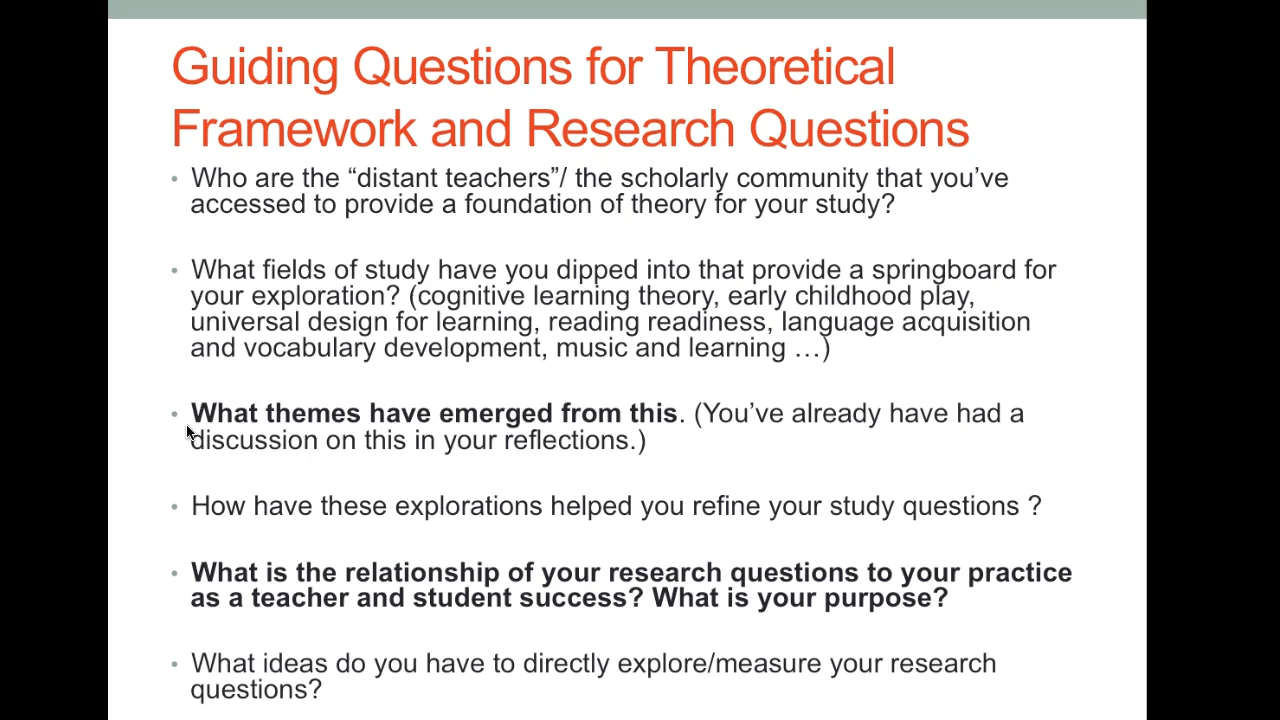 Guiding Questions for Theoretical
Framework and Research Questions
• Who are the “distant teachers”/ the scholarly community that you’ve
accessed to provide a foundation of theory for your study?
• What fields of study have you dipped into that provide a springboard for
your exploration? (cognitive learning theory, early childhood play,
universal design for learning, reading readiness, language acquisition
and vocabulary development, music and learning …)
• What themes have emerged from this. (You’ve already have had a
discussion on this in your reflections.)
• How have these explorations helped you refine your study questions ?
• What is the relationship of your research questions to your practice
as a teacher and student success? What is your purpose?
• What ideas do you have to directly explore/measure your research
questions?